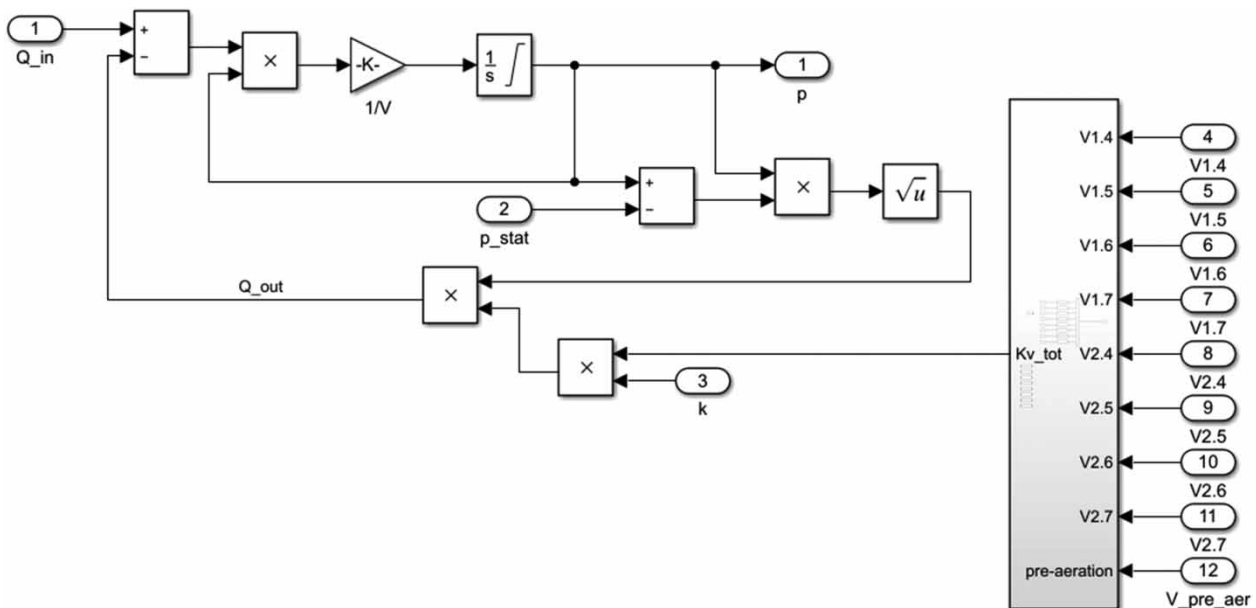 1
Q_in
+
−
×
-K-
1/V
1
s
1
p
2
p_stat
+
−
×
√u
Q_out
×
×
3
k
Kv_tot
V1.4
4
V1.4
V1.5
5
V1.5
V1.6
6
V1.6
V1.7
7
V1.7
V2.4
8
V2.4
V2.5
9
V2.5
V2.6
10
V2.6
V2.7
11
V2.7
pre-aeration
12
V_pre_aer